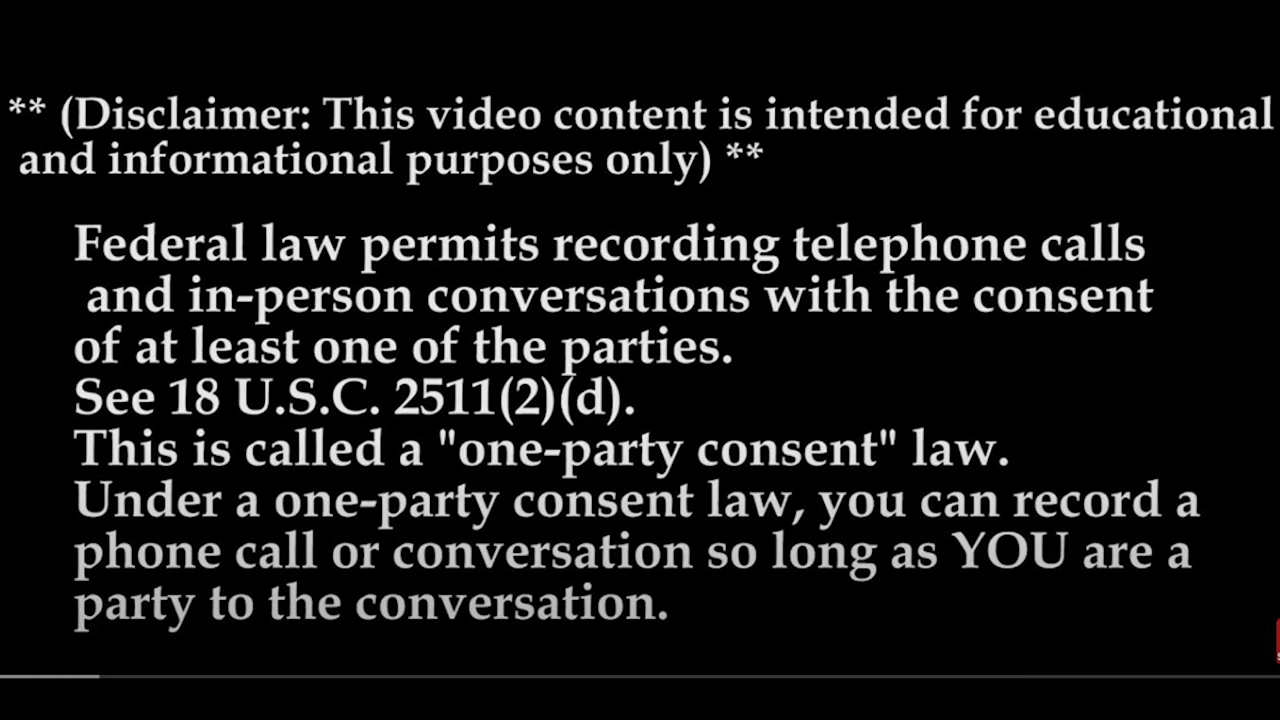 ** (Disclaimer: This video content is intended for educational
and informational purposes only) **
Federal law permits recording telephone calls
and in-person conversations with the consent
of at least one of the parties.
See 18 U.S.C. 2511(2)(d).
This is called a "one-party consent" law.
Under a one-party consent law, you can record a
phone call or conversation so long as YOU are a
party to the conversation.